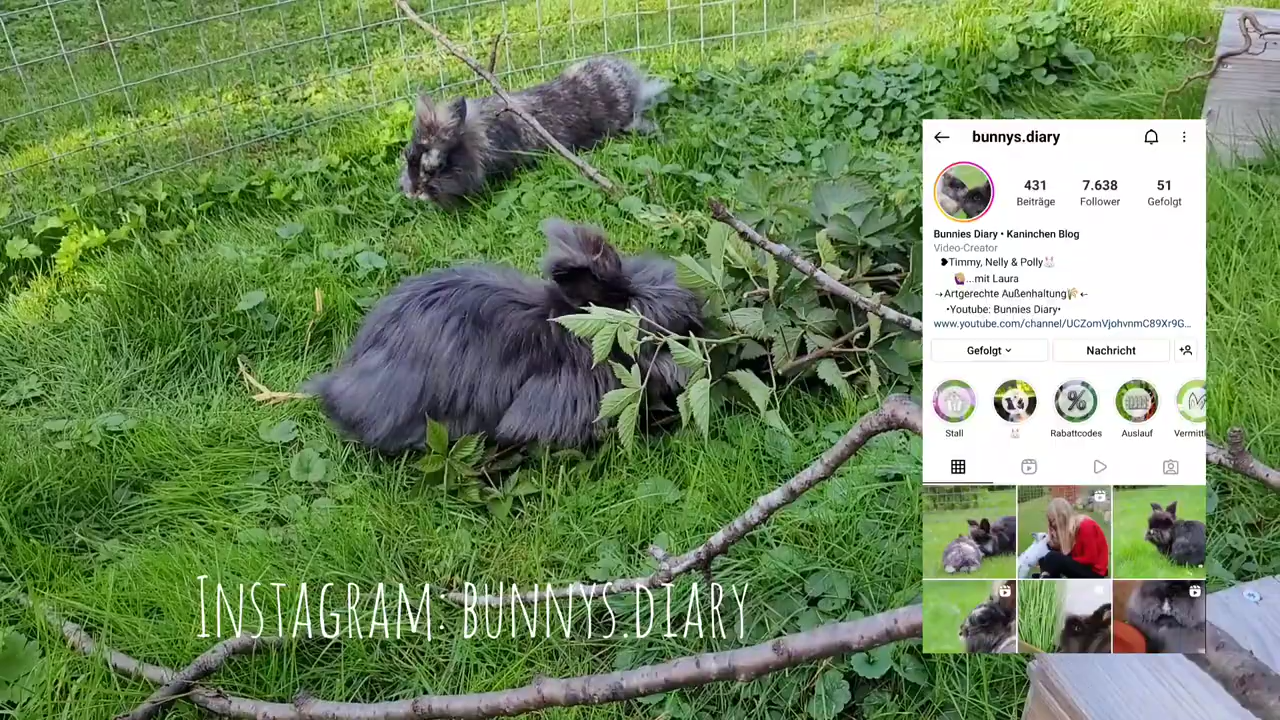 bunnys.diary
431 7.638 51
Beiträge Follower Gefolgt
Bunnies Diary • Kaninchen Blog
Video-Creator
❥Timmy, Nelly & Polly🐰
🙋‍♀️...mit Laura
⇢Artgerechte Außenhaltung🌾⇠
•Youtube: Bunnies Diary•
www.youtube.com/channel/UCZomVjohvnmC89Xr9G...
Gefolgt Nachricht
Stall 🐰 Rabattcodes Auslauf Vermittl
Instagram: bunnys.diary